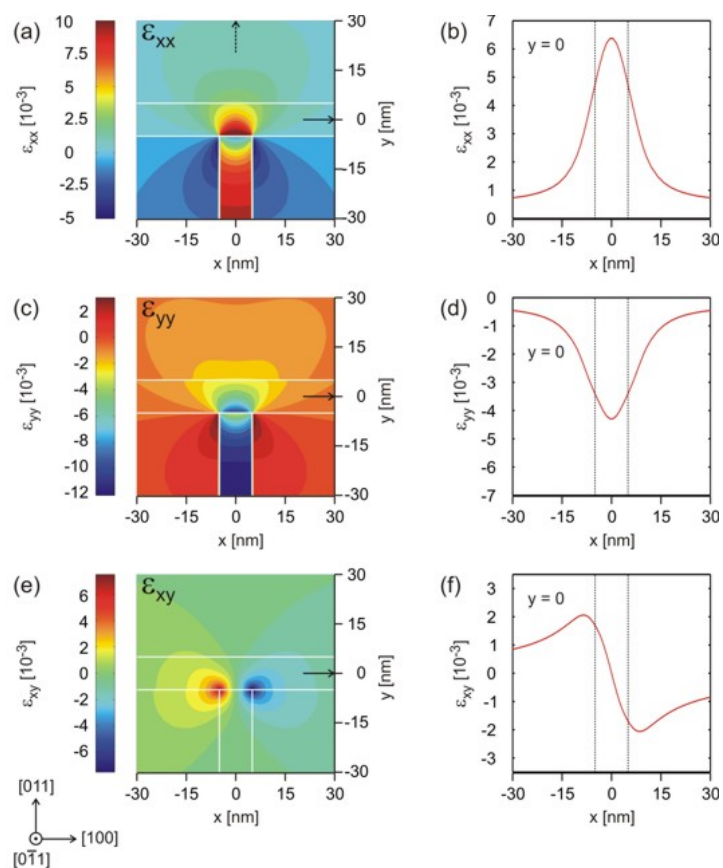 (a)
εxx
εxx [10⁻³]
10
7.5
5
2.5
0
2.5
-5
-30 -15 0 15 30
x [nm]
30
15
0
-15
-30
y [nm]
(b)
y = 0
εxx [10⁻³]
7
6
5
4
3
2
1
0
-30 -15 0 15 30
x [nm]
(c)
εyy
εyy [10⁻³]
2
0
-2
-4
-6
-8
-10
-12
-30 -15 0 15 30
x [nm]
30
15
0
-15
-30
y [nm]
(d)
y = 0
εyy [10⁻³]
0
-1
-2
-3
-4
-5
-6
-7
-30 -15 0 15 30
x [nm]
(e)
εxy
εxy [10⁻³]
6
4
2
0
-2
-4
-6
-30 -15 0 15 30
x [nm]
30
15
0
-15
-30
y [nm]
(f)
y = 0
εxy [10⁻³]
3
2
1
0
-1
-2
-3
-30 -15 0 15 30
x [nm]
[011]
[100]
[01̅1]